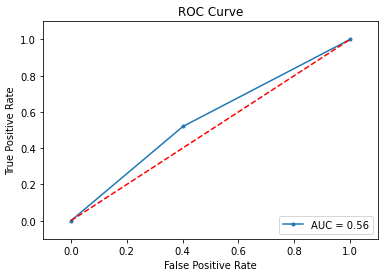 ROC Curve
1.0
0.8
0.6
0.4
0.2
0.0
True Positive Rate
0.0 0.2 0.4 0.6 0.8 1.0
False Positive Rate
AUC = 0.56